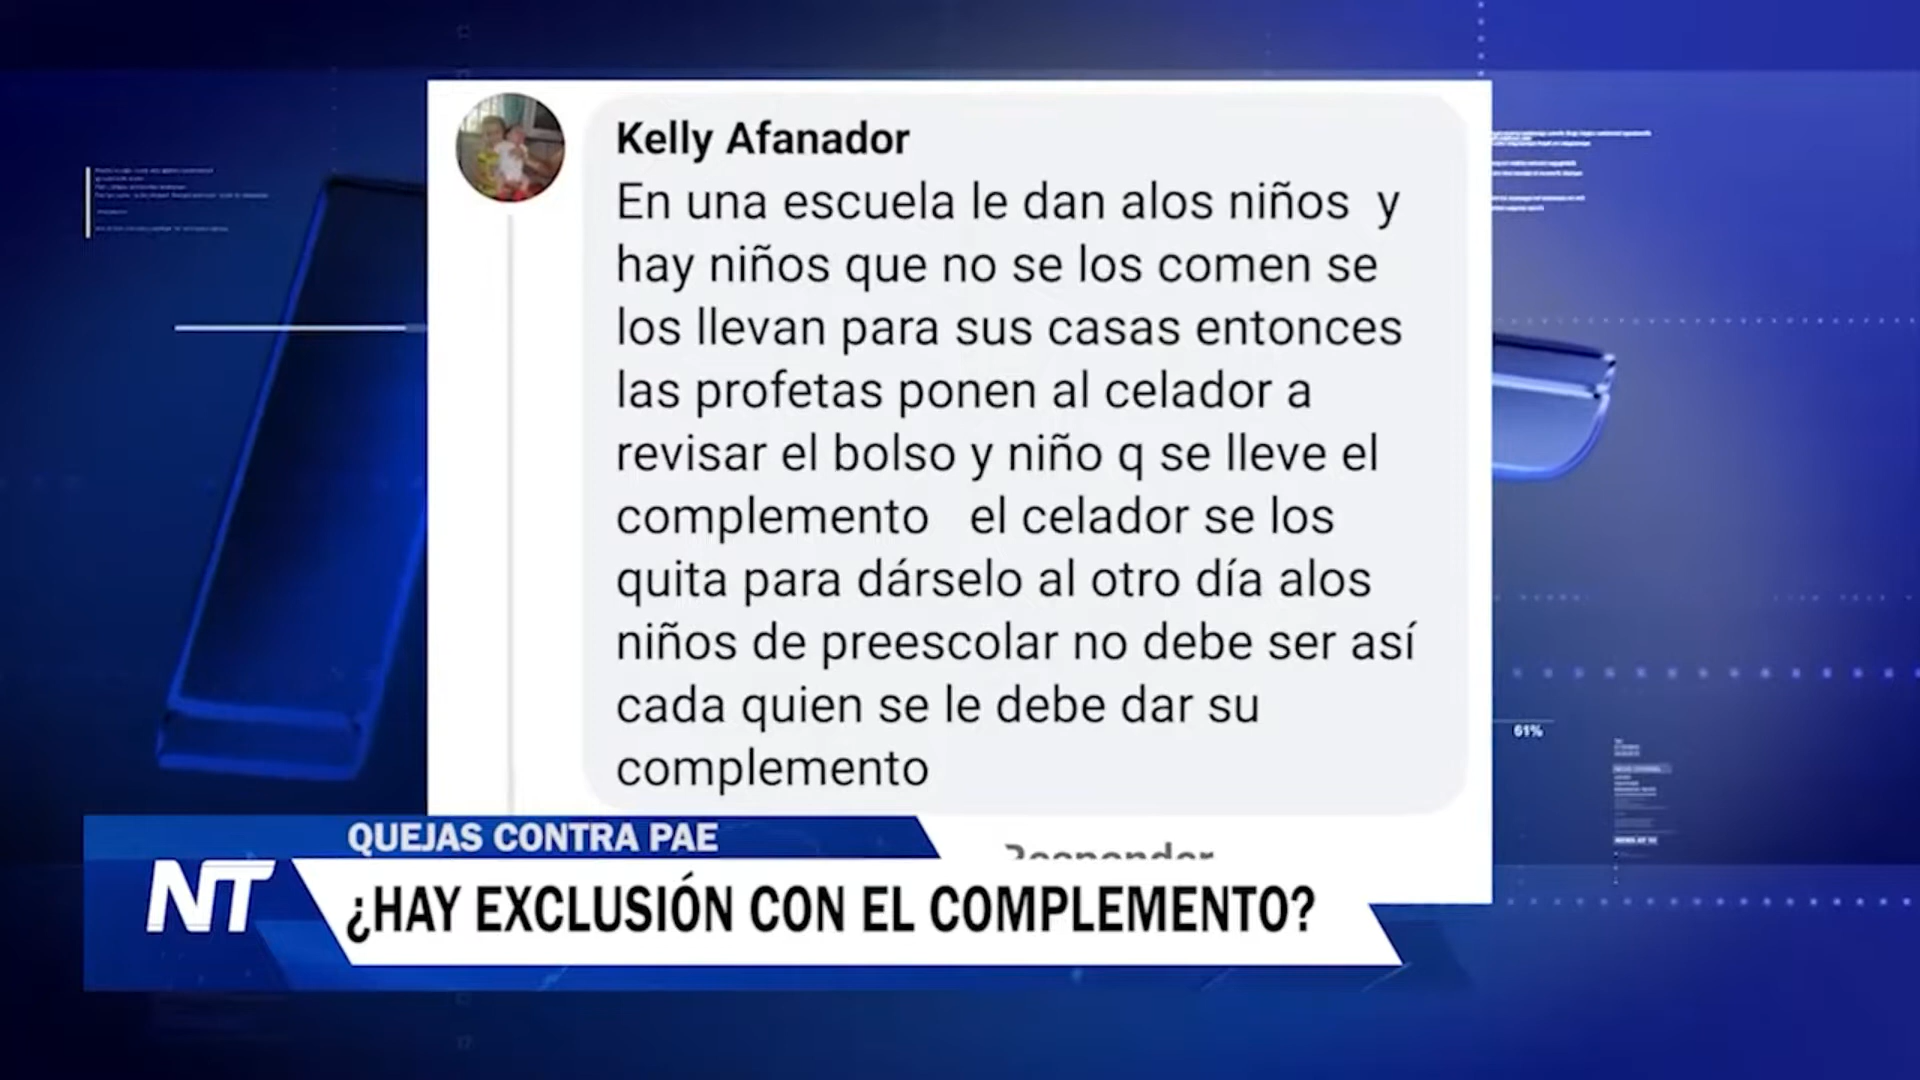 Kelly Afanador
En una escuela le dan alos niños y
hay niños que no se los comen se
los llevan para sus casas entonces
las profetas ponen al celador a
revisar el bolso y niño q se lleve el
complemento el celador se los
quita para dárselo al otro día alos
niños de preescolar no debe ser así
cada quien se le debe dar su
complemento
Responder
QUEJAS CONTRA PAE
NT
¿HAY EXCLUSIÓN CON EL COMPLEMENTO?
61%